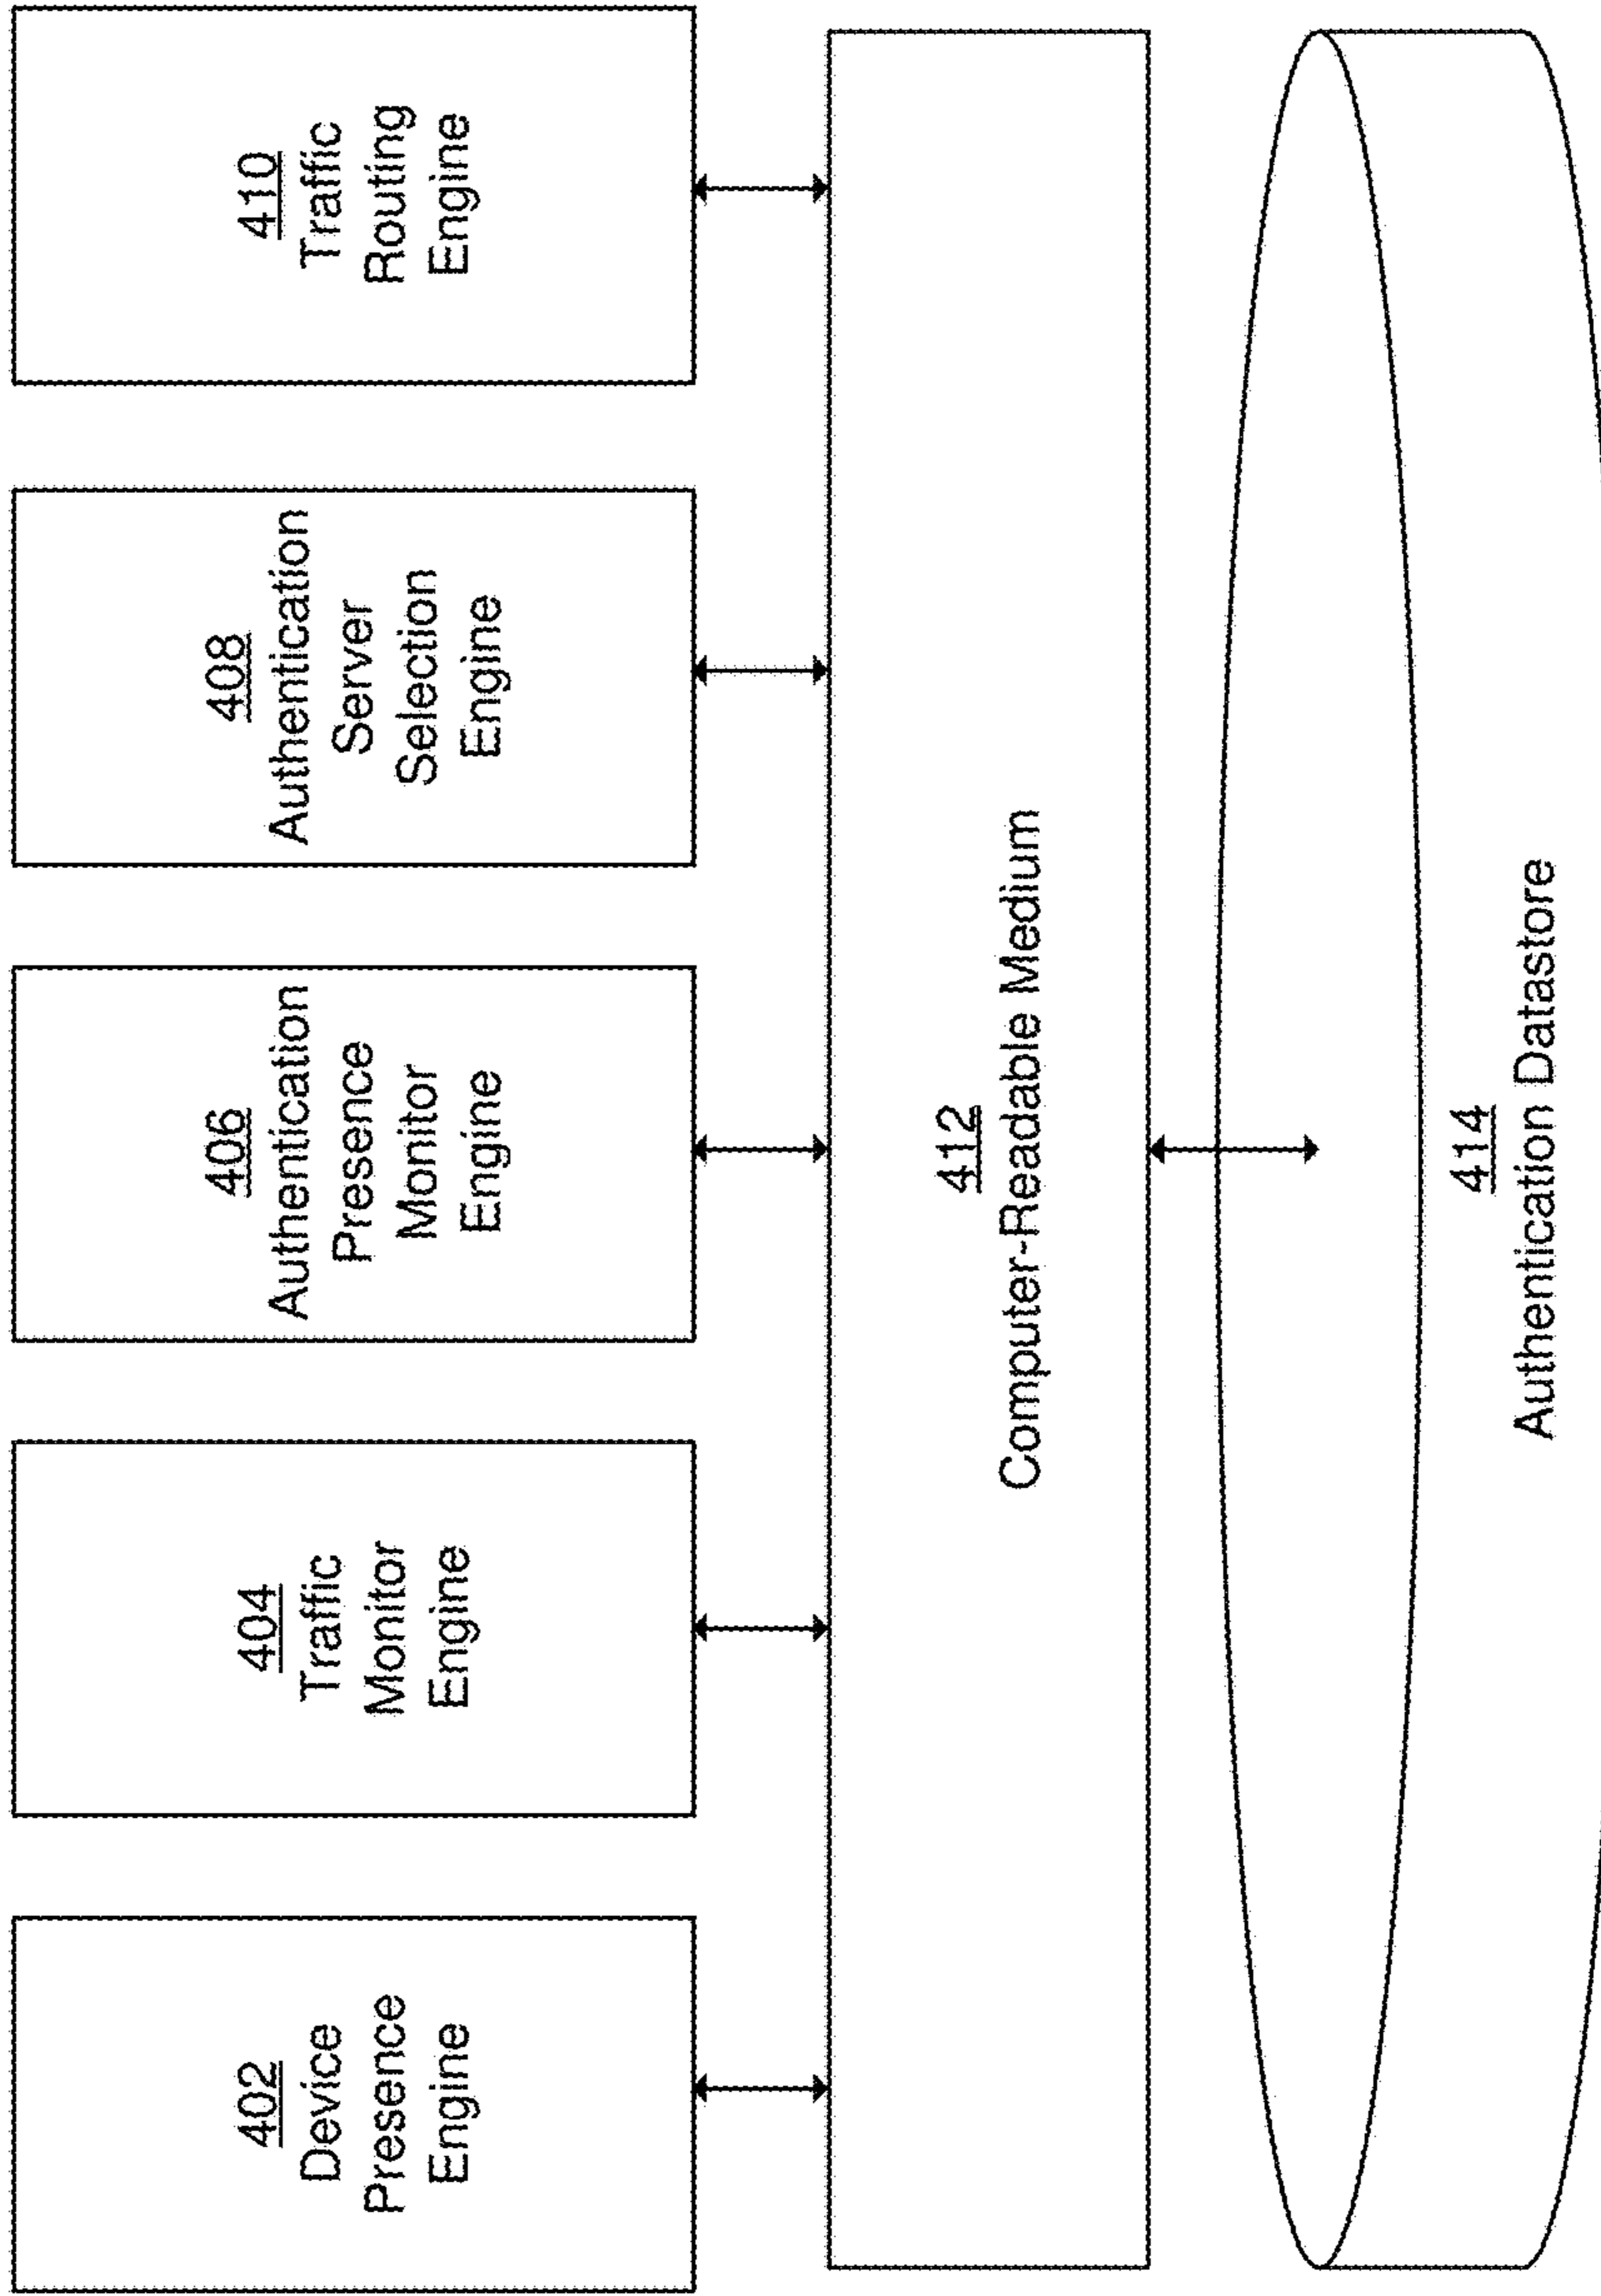 402
Device
Presence
Engine
404
Traffic
Monitor
Engine
406
Authentication
Presence
Monitor
Engine
408
Authentication
Server
Selection
Engine
410
Traffic
Routing
Engine
412
Computer-Readable Medium
414
Authentication Datastore